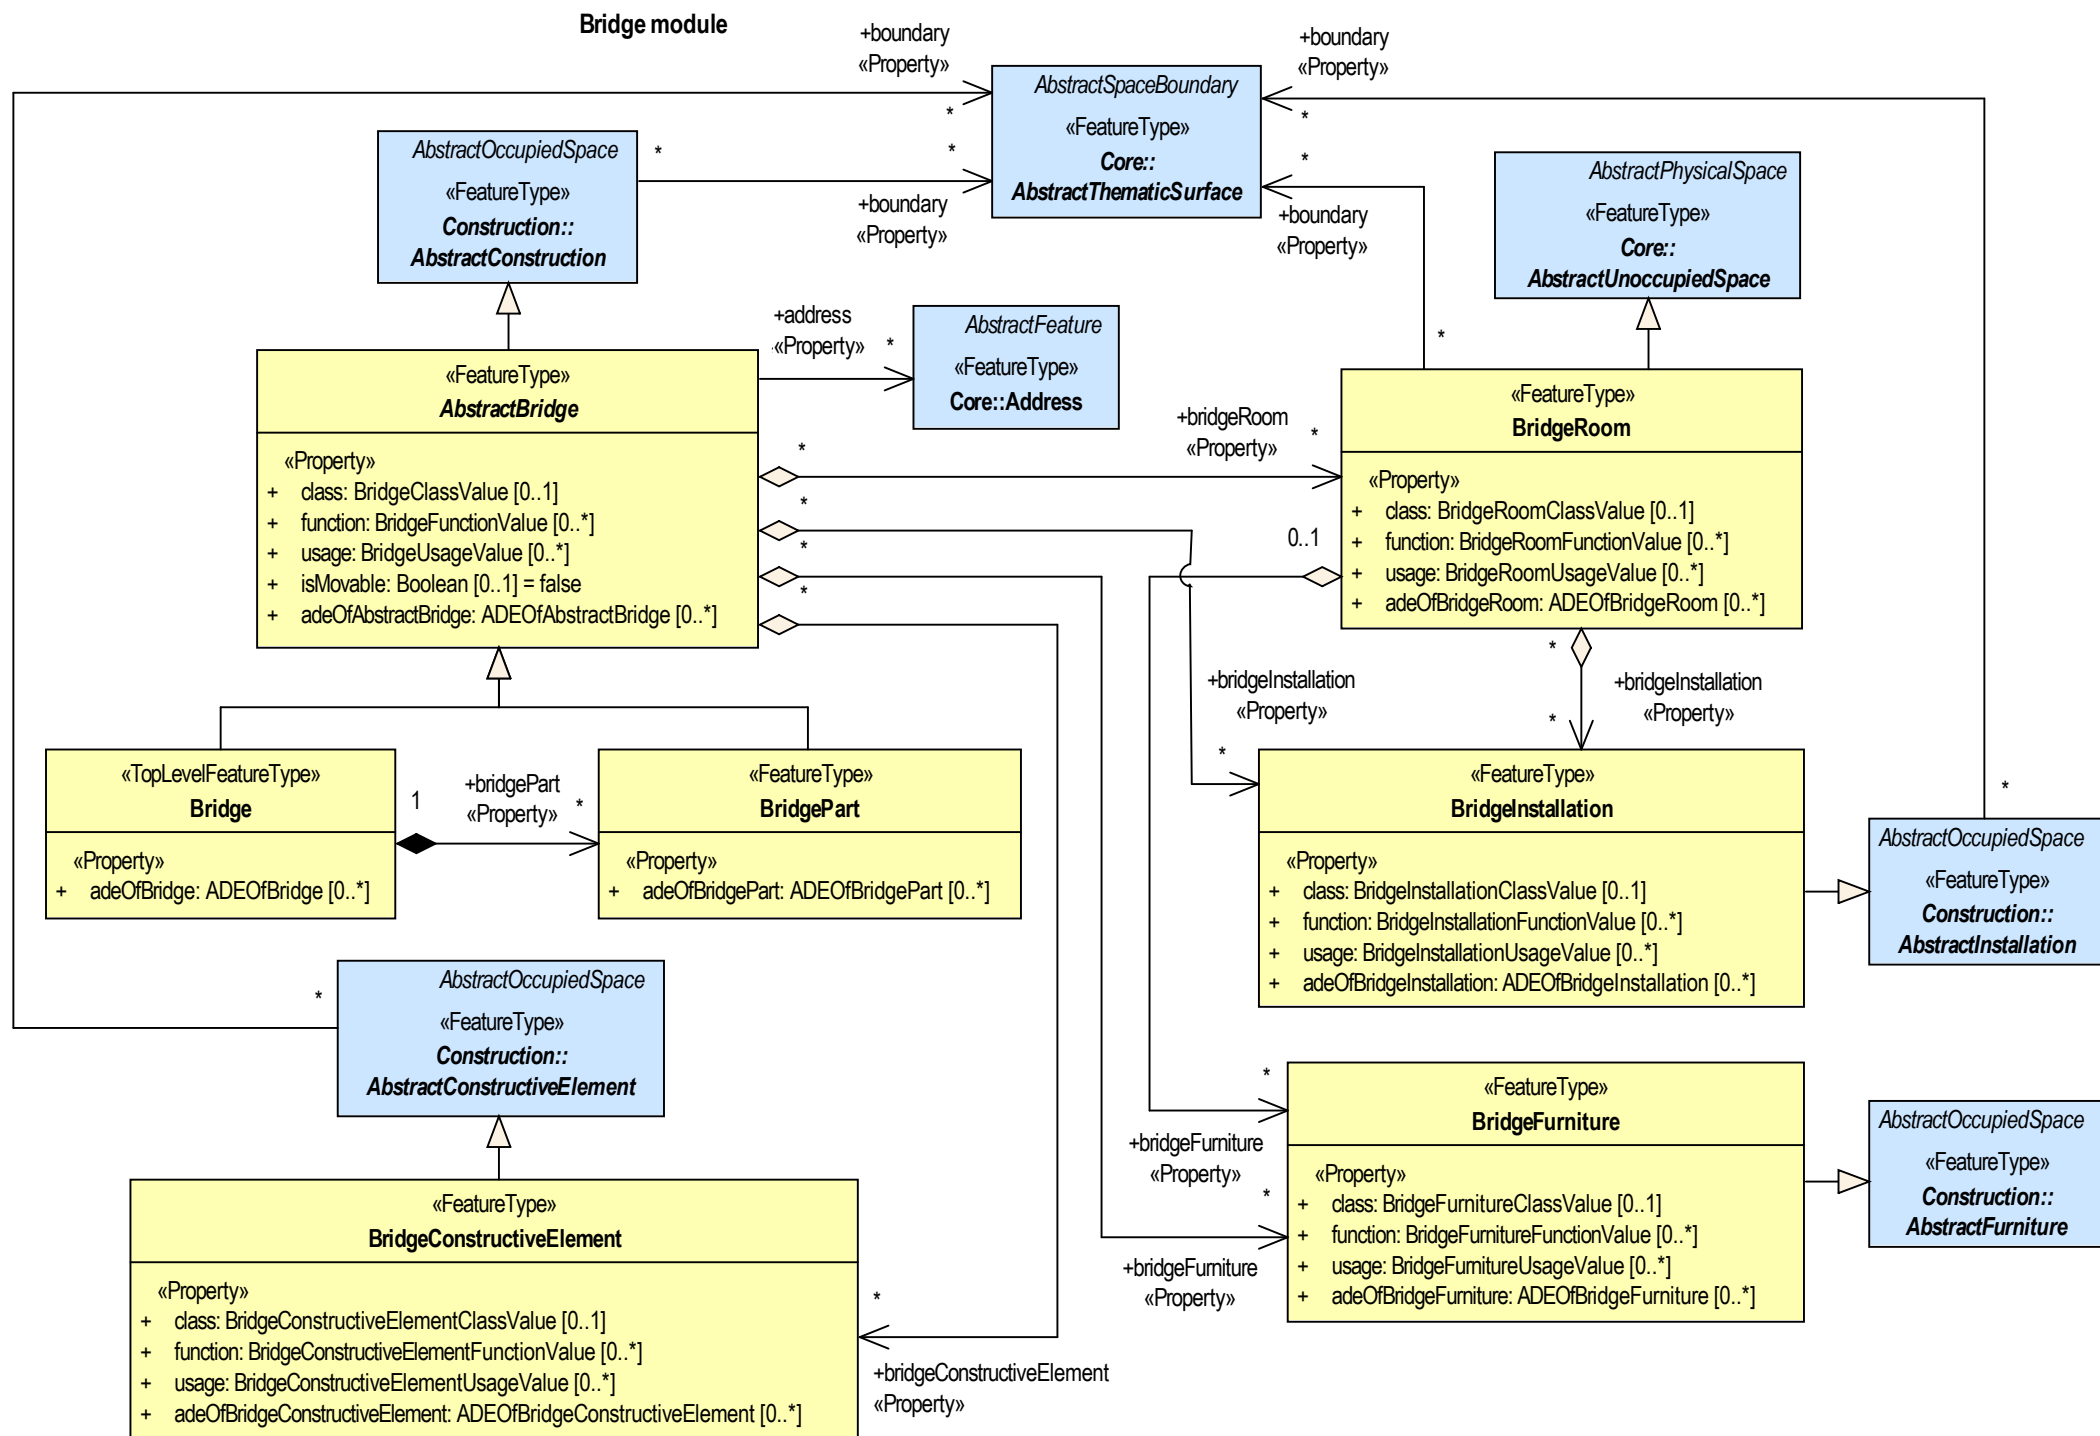 Bridge module
+boundary
«Property»
*
+boundary
«Property»
*
AbstractSpaceBoundary
«FeatureType»
Core::
AbstractThematicSurface
AbstractOccupiedSpace
«FeatureType»
Construction::
AbstractConstruction
*
*
+boundary
«Property»
*
+boundary
«Property»
*
AbstractPhysicalSpace
«FeatureType»
Core::
AbstractUnoccupiedSpace
+address
«Property»
*
AbstractFeature
«FeatureType»
Core::Address
«FeatureType»
AbstractBridge
«Property»
+ class: BridgeClassValue [0..1]
+ function: BridgeFunctionValue [0..*]
+ usage: BridgeUsageValue [0..*]
+ isMovable: Boolean [0..1] = false
+ adeOfAbstractBridge: ADEOfAbstractBridge [0..*]
*
*
*
*
+bridgeRoom
«Property»
*
«FeatureType»
BridgeRoom
«Property»
+ class: BridgeRoomClassValue [0..1]
+ function: BridgeRoomFunctionValue [0..*]
+ usage: BridgeRoomUsageValue [0..*]
+ adeOfBridgeRoom: ADEOfBridgeRoom [0..*]
0..1
*
+bridgeInstallation
«Property»
*
+bridgeInstallation
«Property»
*
«TopLevelFeatureType»
Bridge
«Property»
+ adeOfBridge: ADEOfBridge [0..*]
1
+bridgePart
«Property»
*
«FeatureType»
BridgePart
«Property»
+ adeOfBridgePart: ADEOfBridgePart [0..*]
«FeatureType»
BridgeInstallation
«Property»
+ class: BridgeInstallationClassValue [0..1]
+ function: BridgeInstallationFunctionValue [0..*]
+ usage: BridgeInstallationUsageValue [0..*]
+ adeOfBridgeInstallation: ADEOfBridgeInstallation [0..*]
*
AbstractOccupiedSpace
«FeatureType»
Construction::
AbstractInstallation
*
AbstractOccupiedSpace
«FeatureType»
Construction::
AbstractConstructiveElement
*
+bridgeFurniture
«Property»
*
+bridgeFurniture
«Property»
«FeatureType»
BridgeFurniture
«Property»
+ class: BridgeFurnitureClassValue [0..1]
+ function: BridgeFurnitureFunctionValue [0..*]
+ usage: BridgeFurnitureUsageValue [0..*]
+ adeOfBridgeFurniture: ADEOfBridgeFurniture [0..*]
AbstractOccupiedSpace
«FeatureType»
Construction::
AbstractFurniture
«FeatureType»
BridgeConstructiveElement
«Property»
+ class: BridgeConstructiveElementClassValue [0..1]
+ function: BridgeConstructiveElementFunctionValue [0..*]
+ usage: BridgeConstructiveElementUsageValue [0..*]
+ adeOfBridgeConstructiveElement: ADEOfBridgeConstructiveElement [0..*]
*
+bridgeConstructiveElement
«Property»